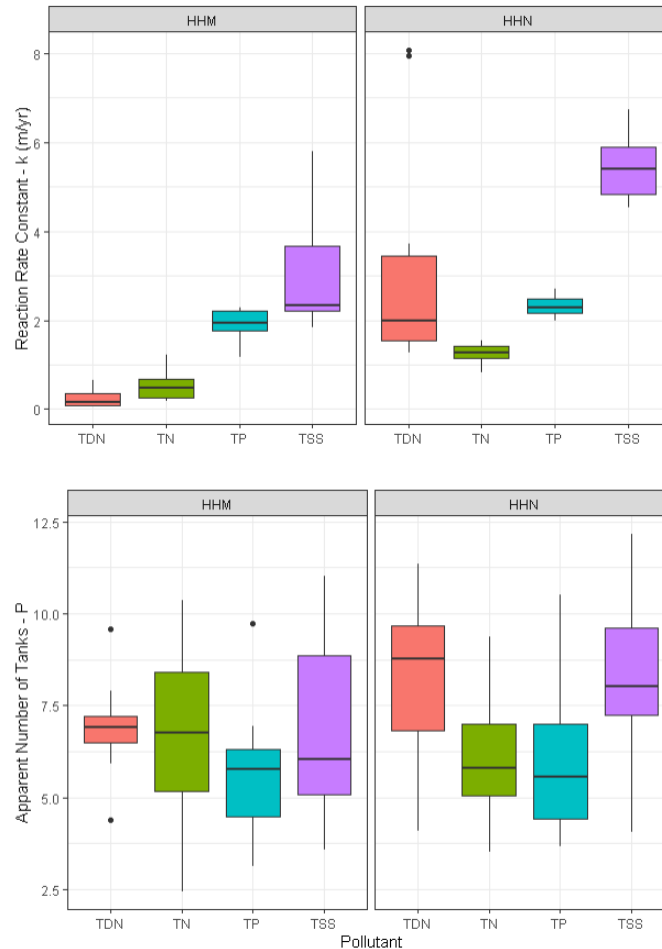 HHM HHN
Reaction Rate Constant - k (m/yr)
8
6
4
2
0
TDN TN TP TSS TDN TN TP TSS
HHM HHN
Apparent Number of Tanks - P
12.5
10.0
7.5
5.0
2.5
TDN TN TP TSS TDN TN TP TSS
Pollutant